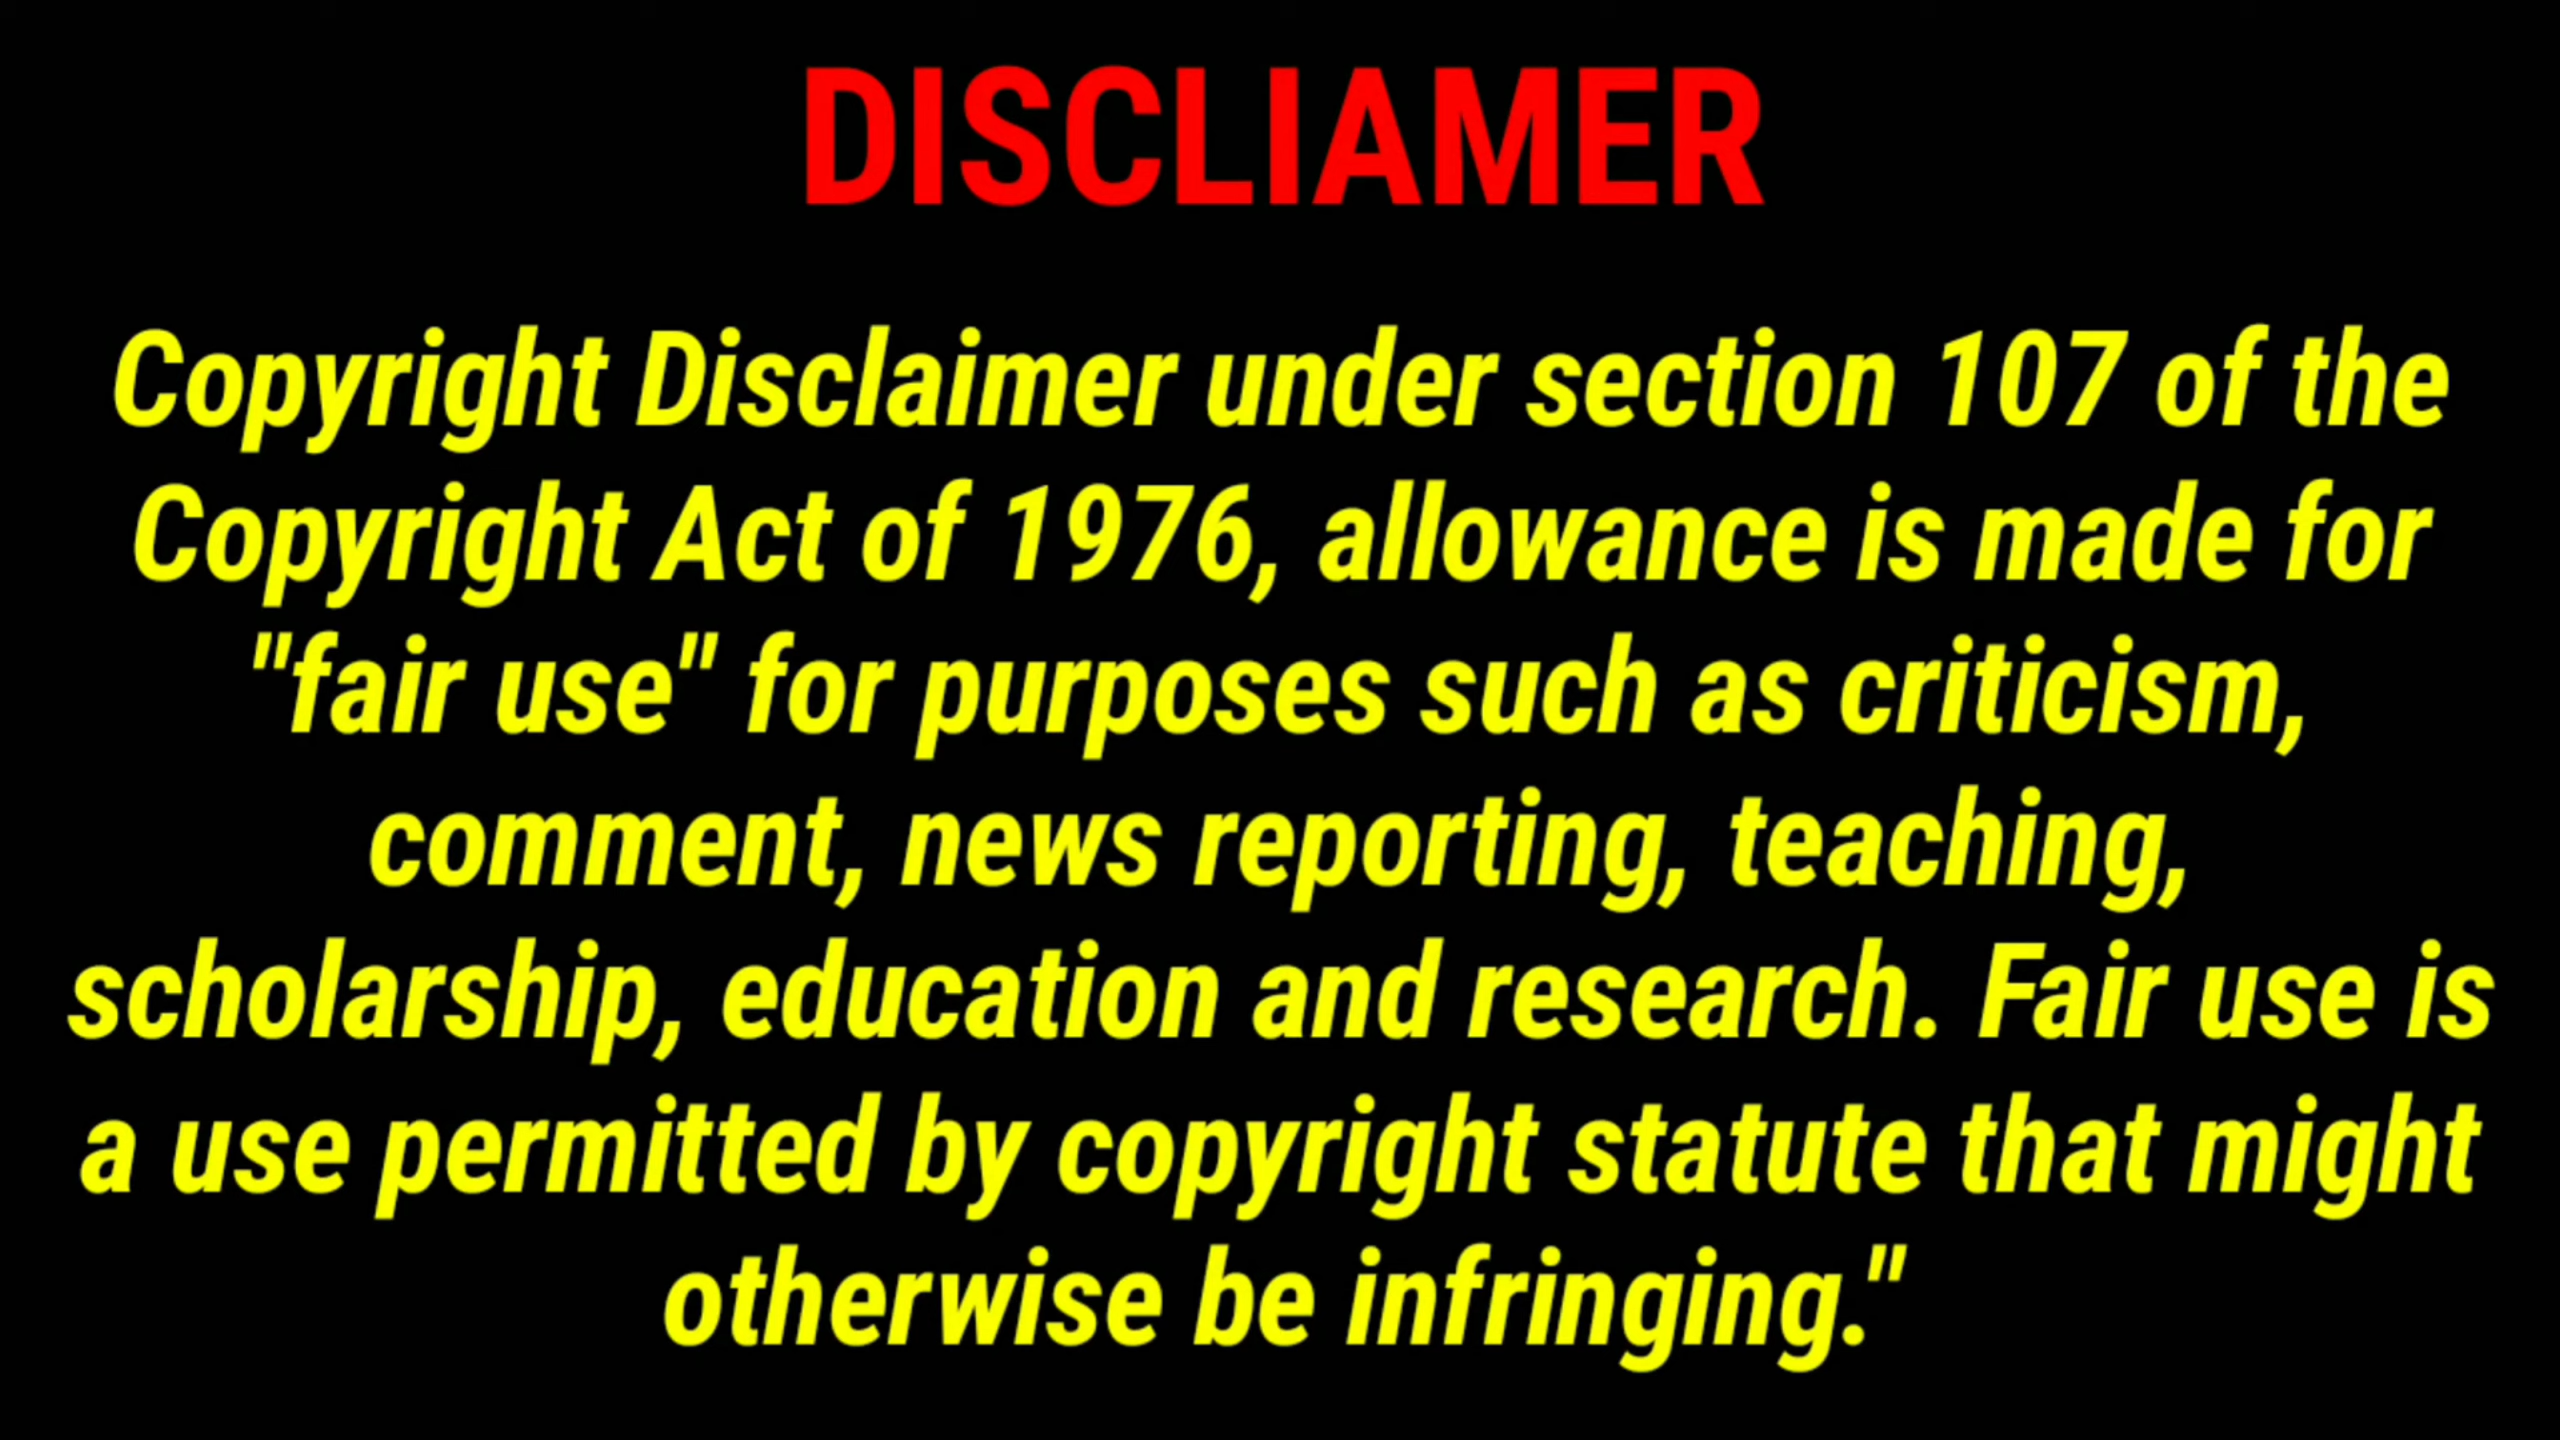 DISCLIAMER
Copyright Disclaimer under section 107 of the
Copyright Act of 1976, allowance is made for
"fair use" for purposes such as criticism,
comment, news reporting, teaching,
scholarship, education and research. Fair use is
a use permitted by copyright statute that might
otherwise be infringing."